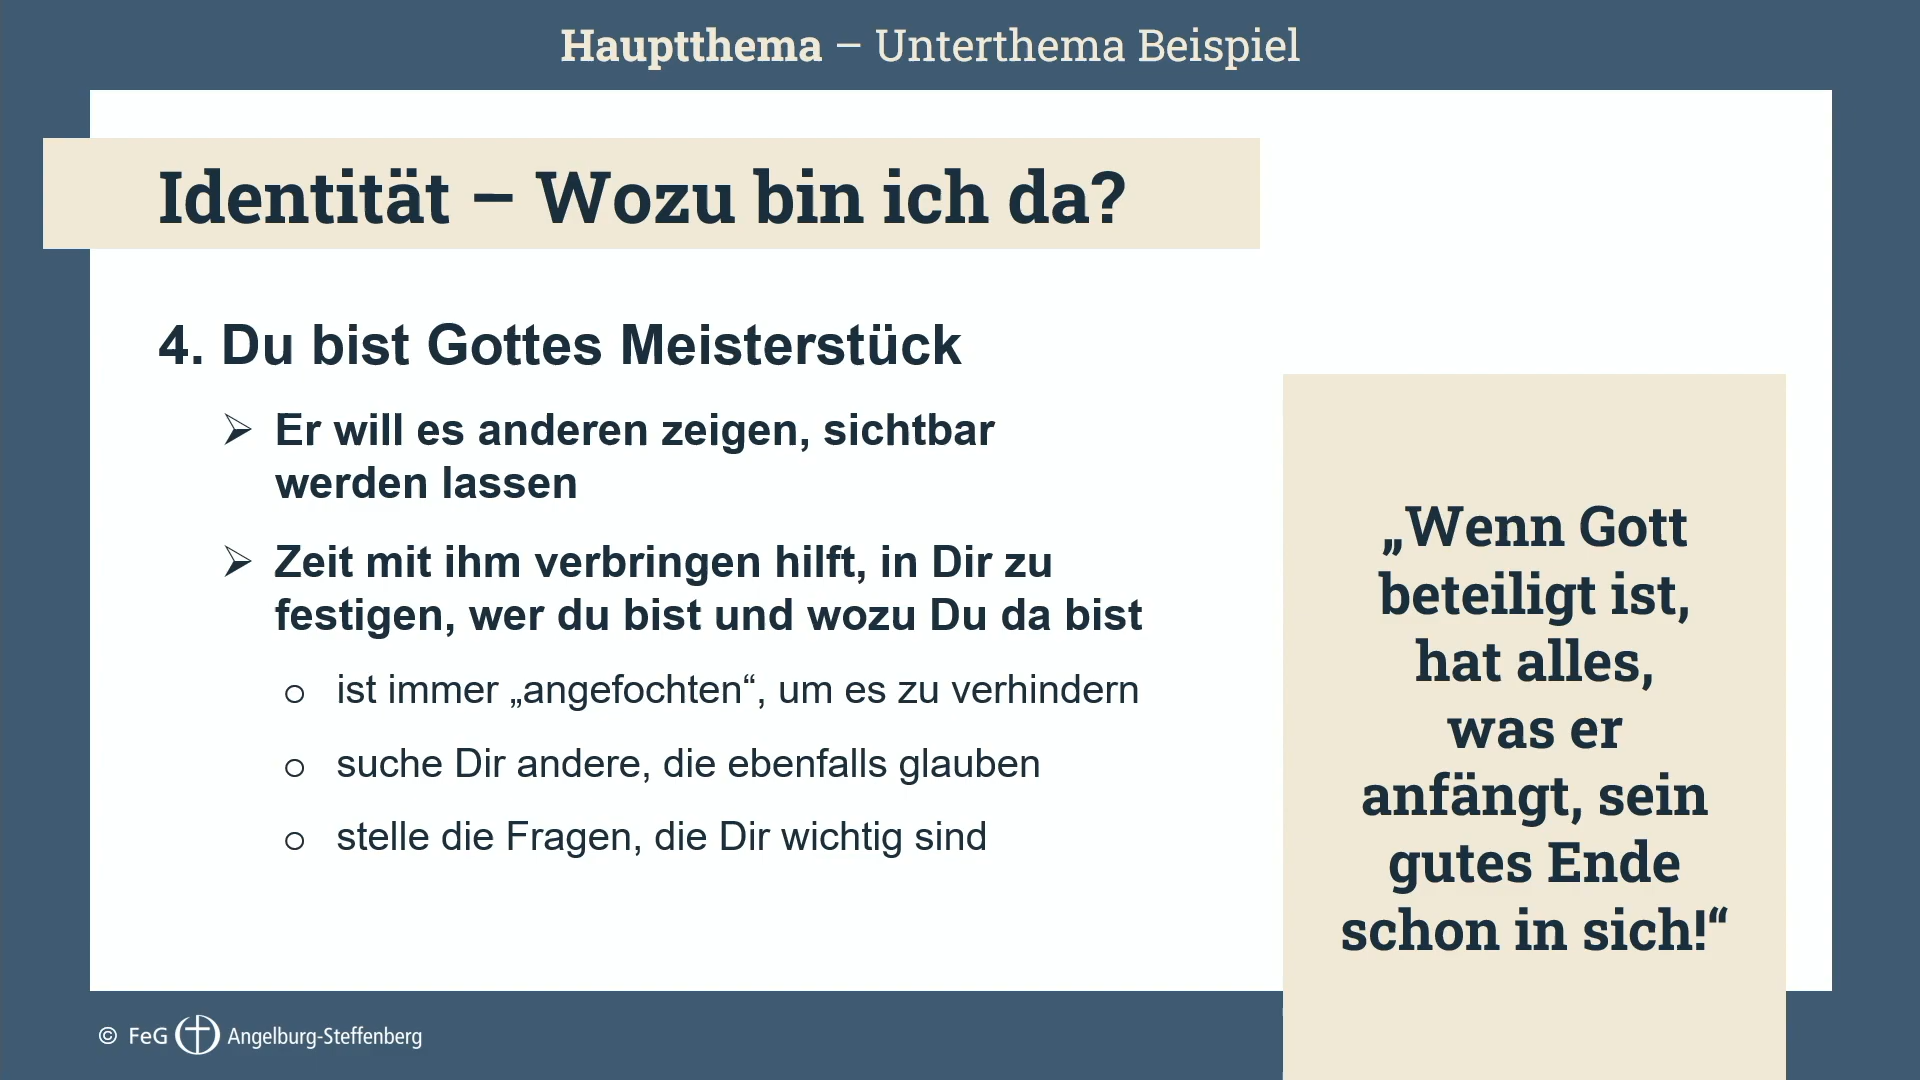 Hauptthema – Unterthema Beispiel
Identität – Wozu bin ich da?
4. Du bist Gottes Meisterstück
➢ Er will es anderen zeigen, sichtbar
werden lassen
➢ Zeit mit ihm verbringen hilft, in Dir zu
festigen, wer du bist und wozu Du da bist
o ist immer „angefochten“, um es zu verhindern
o suche Dir andere, die ebenfalls glauben
o stelle die Fragen, die Dir wichtig sind
„Wenn Gott
beteiligt ist,
hat alles,
was er
anfängt, sein
gutes Ende
schon in sich!“
© FeG Angelburg-Steffenberg